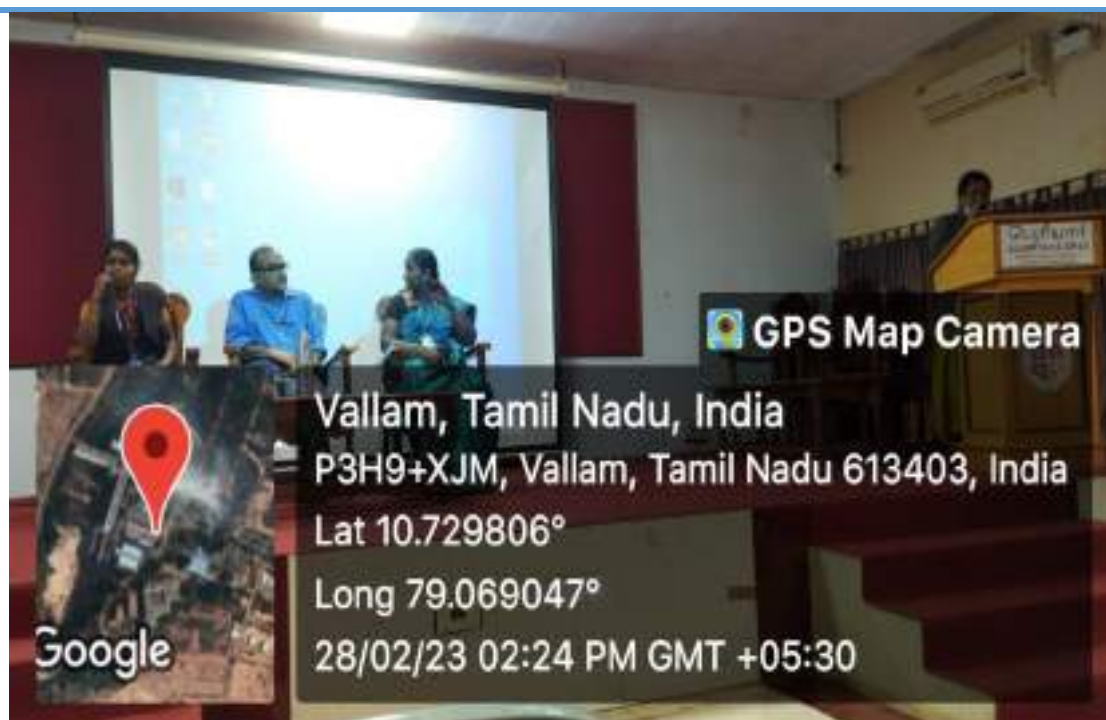 GPS Map Camera
Vallam, Tamil Nadu, India
P3H9+XJM, Vallam, Tamil Nadu 613403, India
Lat 10.729806°
Long 79.069047°
28/02/23 02:24 PM GMT +05:30
Google